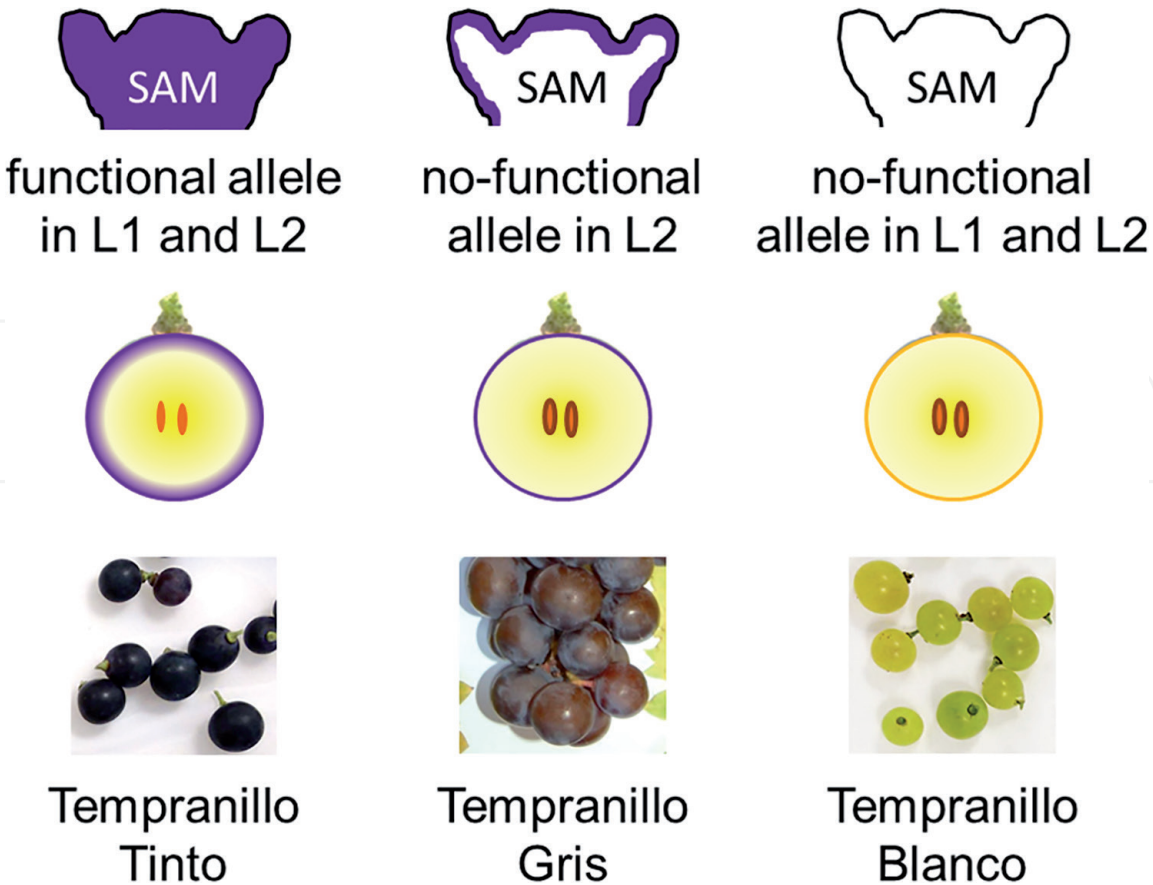 SAM
SAM
SAM
functional allele
in L1 and L2
no-functional
allele in L2
no-functional
allele in L1 and L2
Tempranillo
Tinto
Tempranillo
Gris
Tempranillo
Blanco